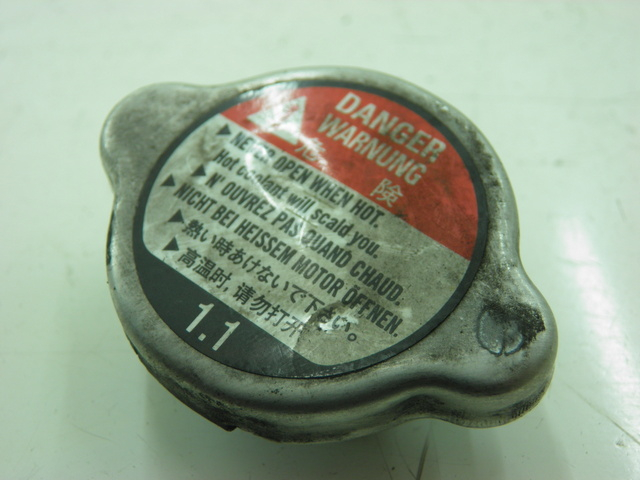 DANGER
WARNUNG
危 険
▶NEVER OPEN WHEN HOT
Hot coolant will scald you.
▶N' OUVREZ PAS QUAND CHAUD.
▶NICHT BEI HEISSEM MOTOR ÖFFNEN.
▶熱い時あけないで下さい。
▶高温时,请勿打开
1.1